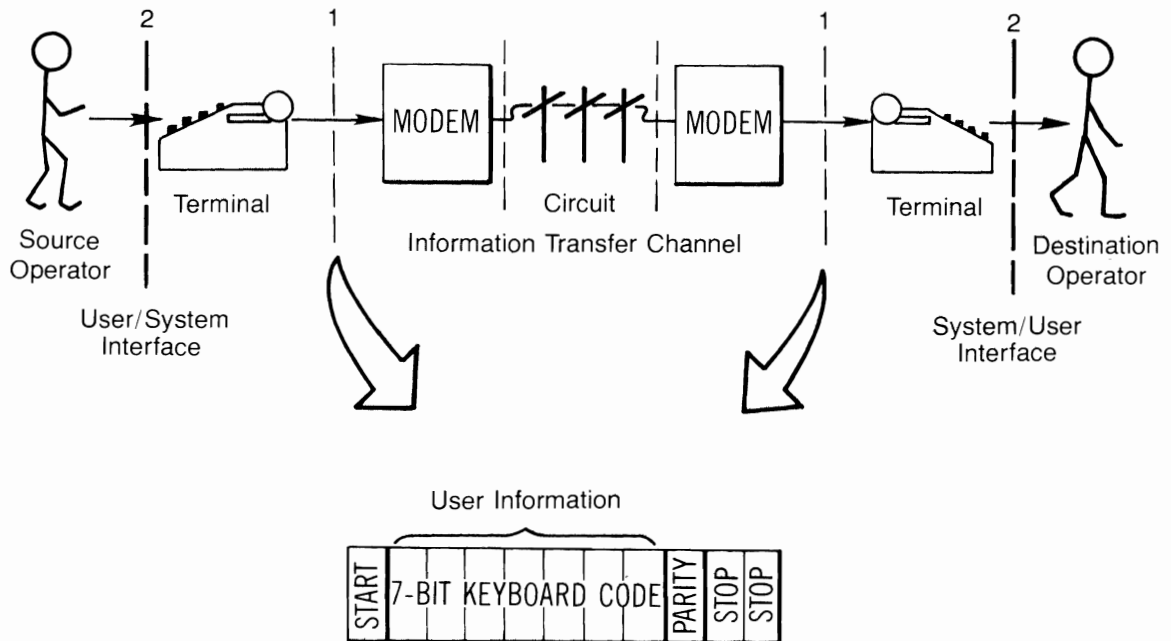 2
1
1
2
MODEM
MODEM
Terminal
Circuit
Terminal
Source
Operator
Information Transfer Channel
Destination
Operator
User/System
Interface
System/User
Interface
User Information
START
7-BIT KEYBOARD CODE
PARITY
STOP
STOP